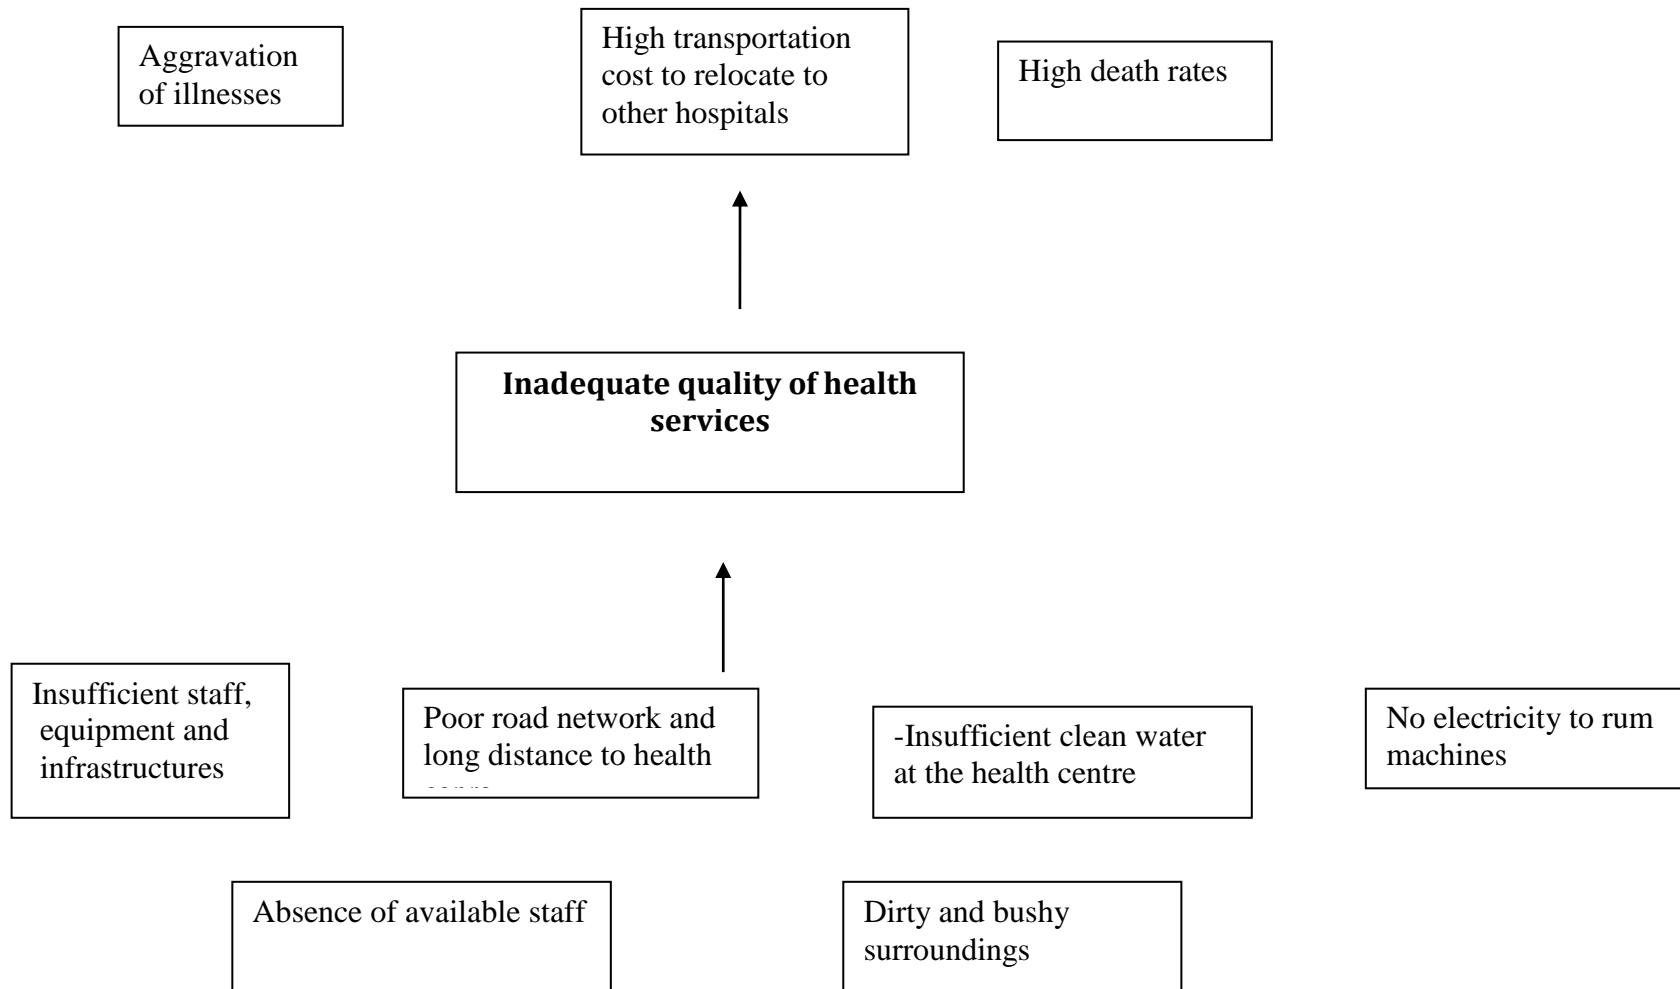 Aggravation
of illnesses
High transportation
cost to relocate to
other hospitals
High death rates
Inadequate quality of health
services
Insufficient staff,
equipment and
infrastructures
Poor road network and
long distance to health
-Insufficient clean water
at the health centre
No electricity to rum
machines
Absence of available staff
Dirty and bushy
surroundings